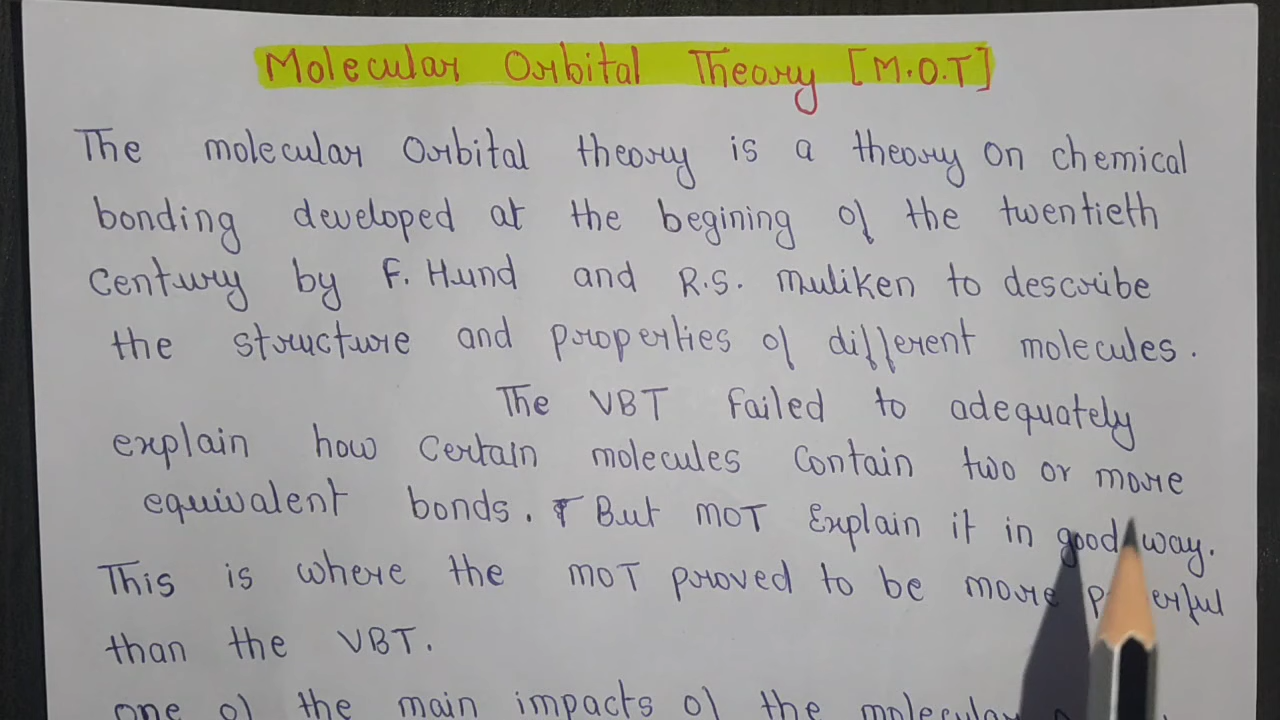 Molecular Orbital Theory [M.O.T]
The molecular Orbital theory is a theory on chemical
bonding developed at the begining of the twentieth
Century by F. Hund and R.S. Muliken to describe
the structure and properties of different molecules.
The VBT Failed to adequately
explain how Certain molecules Contain two or more
equivalent bonds. But MOT Explain it in good way.
This is where the MOT proved to be more
than the VBT.
one of the main impacts of the molecular